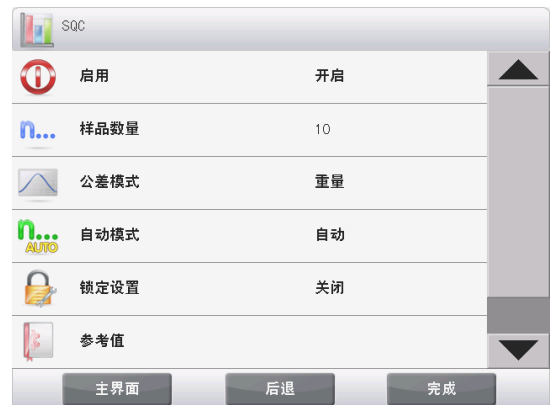 SQC
启用 开启
n... 样品数量 10
公差模式 重量
n... AUTO 自动模式 自动
锁定设置 关闭
参考值
主界面 后退 完成